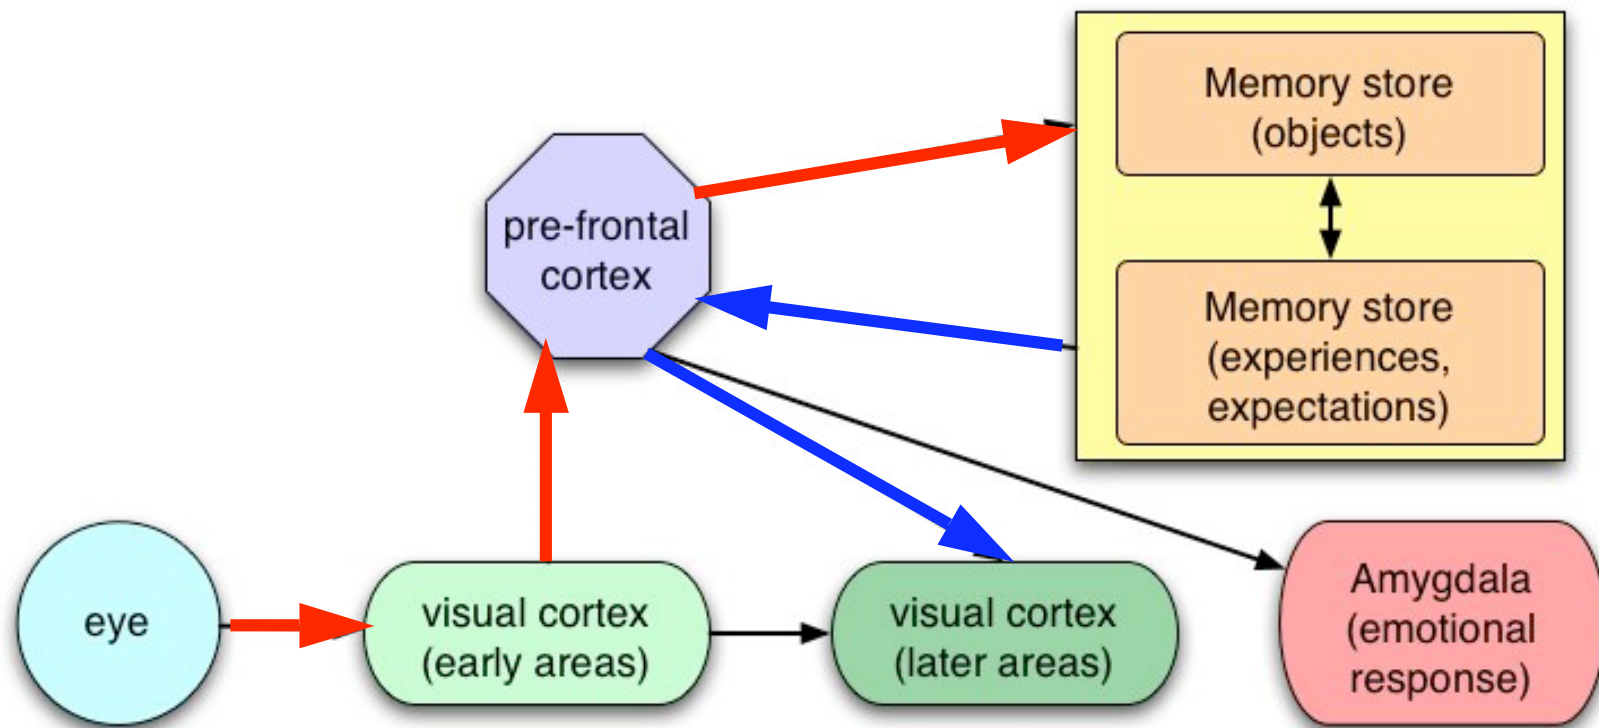 Memory store
(objects)
pre-frontal
cortex
Memory store
(experiences,
expectations)
eye
visual cortex
(early areas)
visual cortex
(later areas)
Amygdala
(emotional
response)